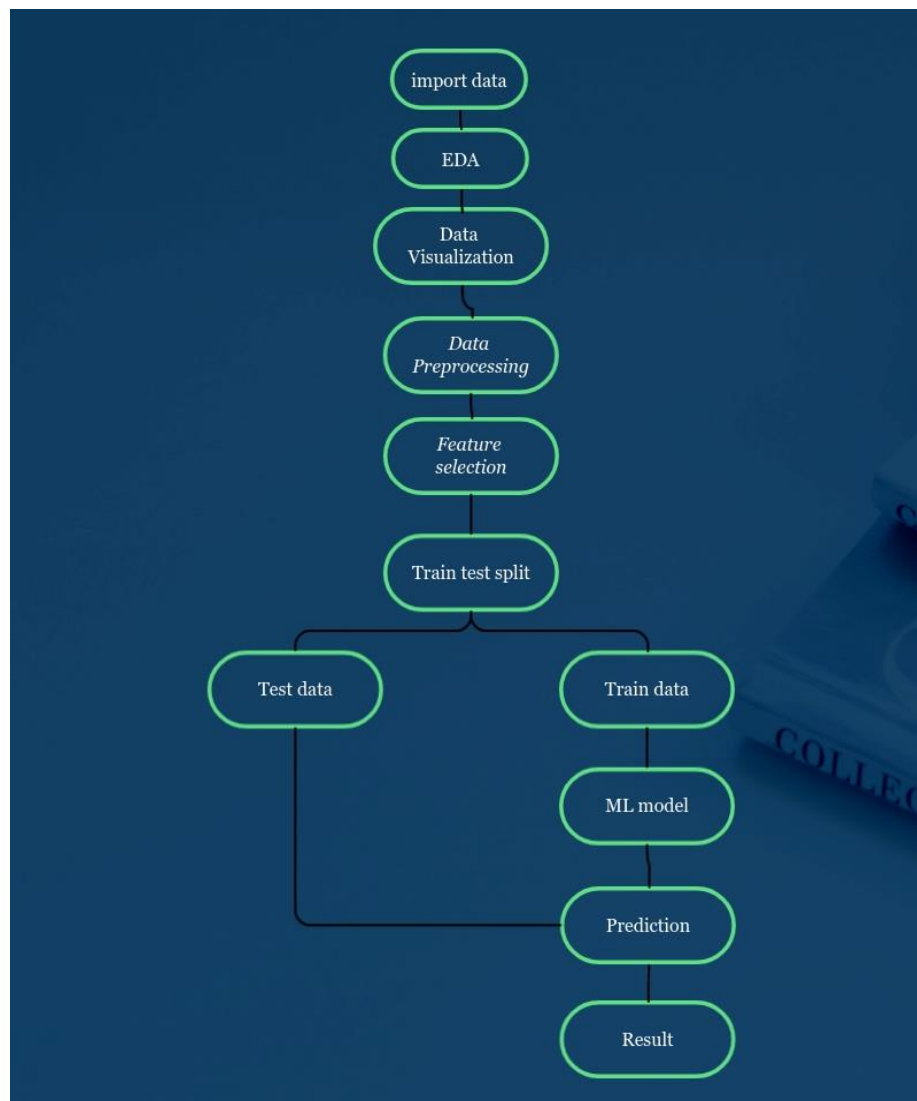 import data
EDA
Data
Visualization
Data
Preprocessing
Feature
selection
Train test split
Test data
Train data
ML model
Prediction
Result
COLLEC